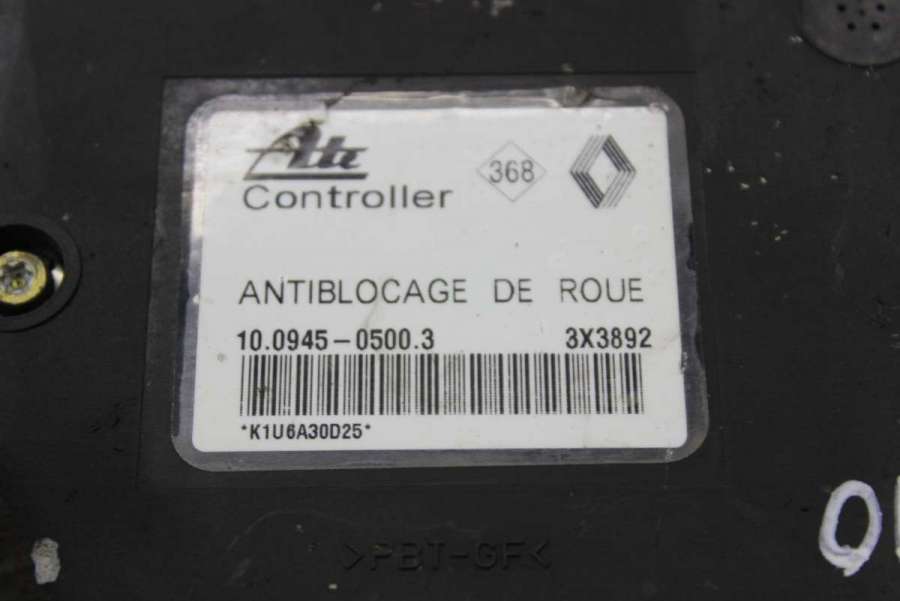 Ate
Controller
368
ANTIBLOCAGE DE ROUE
10.0945-0500.3 3X3892
*K1U6A30D25*
>PBT-GF<